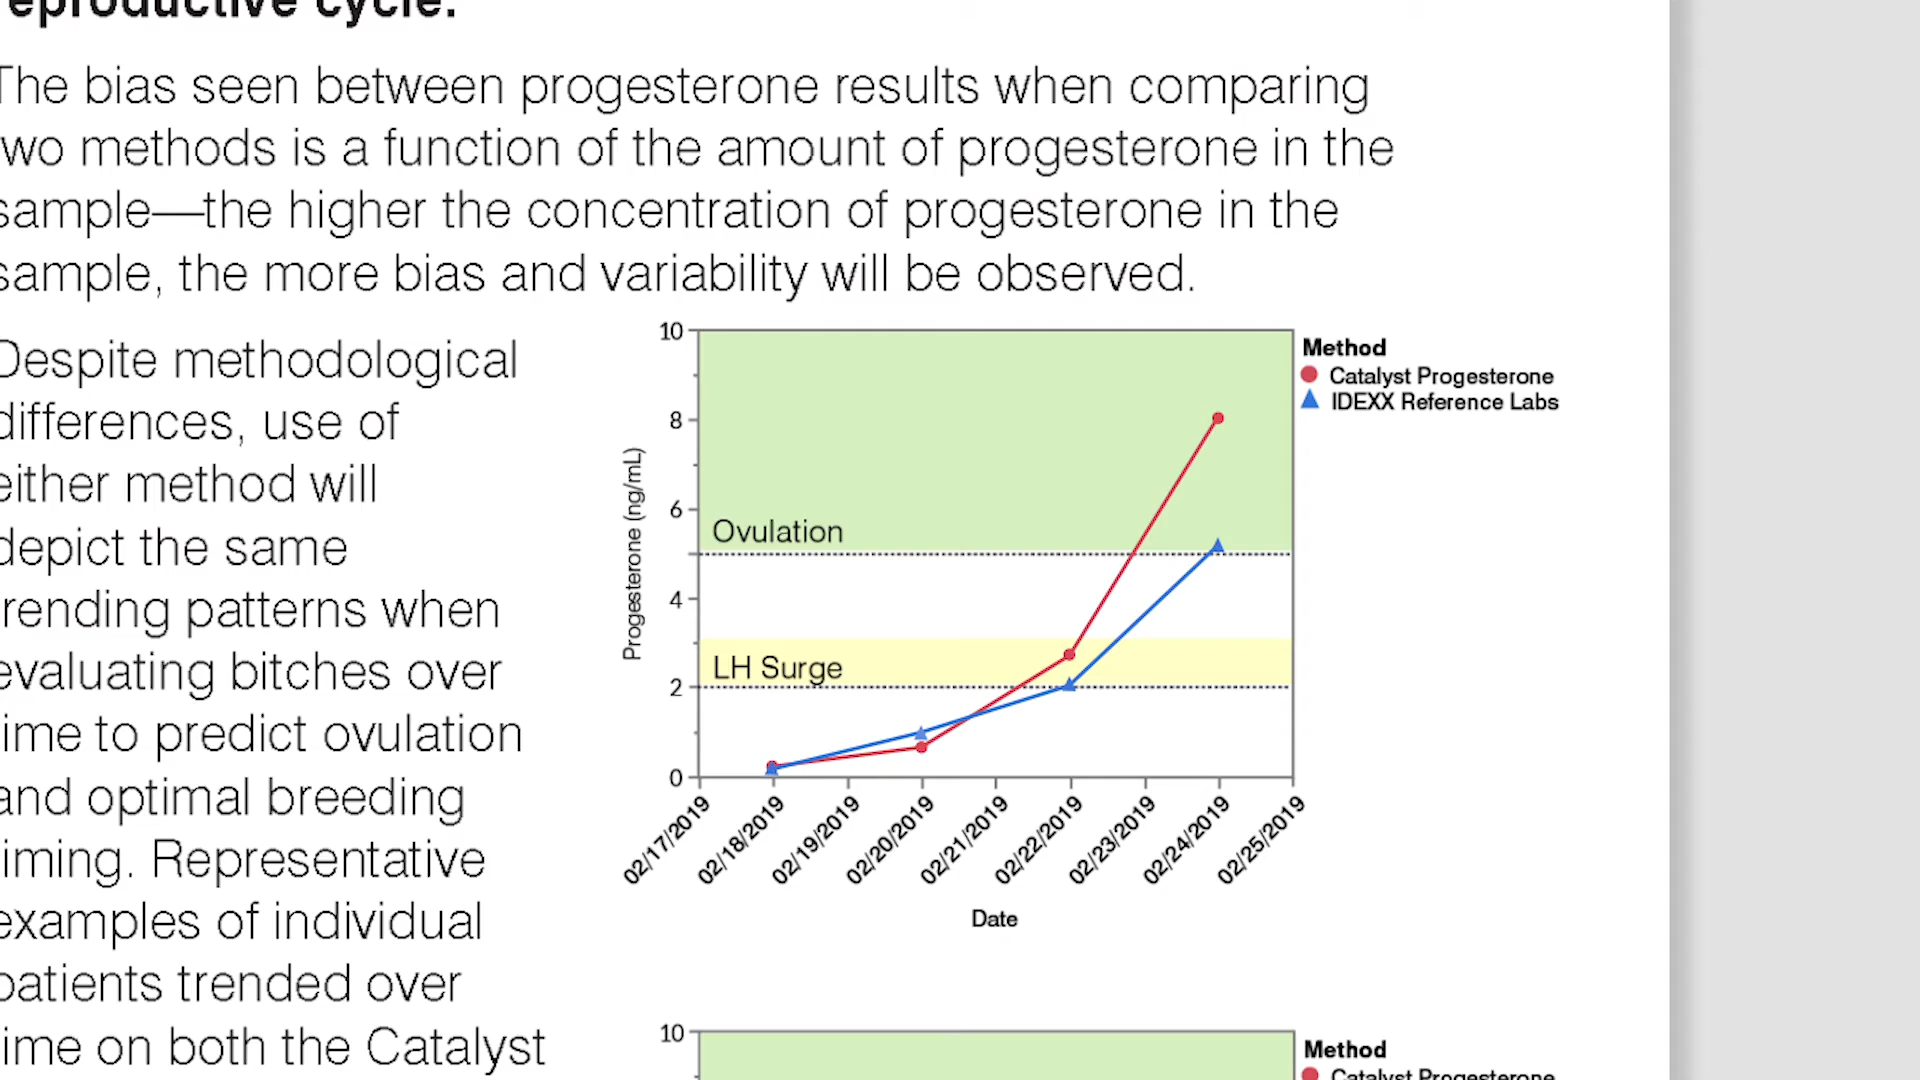 reproductive cycle.
The bias seen between progesterone results when comparing
two methods is a function of the amount of progesterone in the
sample—the higher the concentration of progesterone in the
sample, the more bias and variability will be observed.
Despite methodological
differences, use of
either method will
depict the same
trending patterns when
evaluating bitches over
time to predict ovulation
and optimal breeding
timing. Representative
examples of individual
patients trended over
time on both the Catalyst
10
8
6
4
2
0
Progesterone (ng/mL)
Ovulation
LH Surge
02/17/2019
02/18/2019
02/19/2019
02/20/2019
02/21/2019
02/22/2019
02/23/2019
02/24/2019
02/25/2019
Date
Method
Catalyst Progesterone
IDEXX Reference Labs
10
Method
Catalyst Progesterone